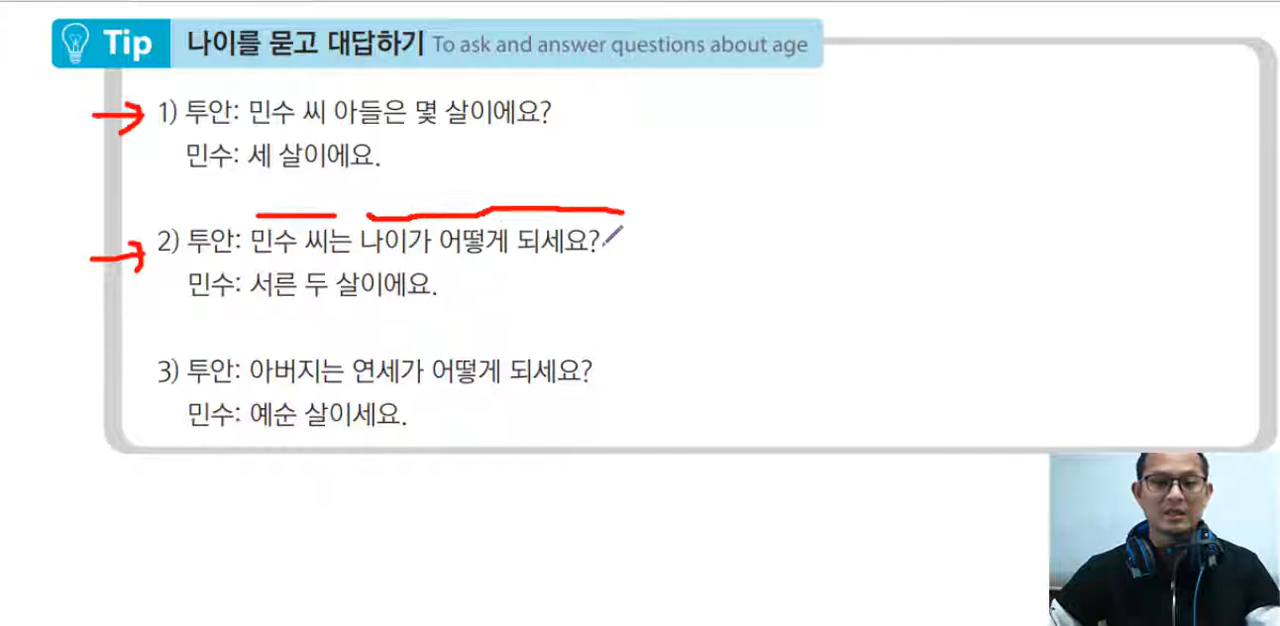 Tip 나이를 묻고 대답하기 To ask and answer questions about age
1) 투안: 민수 씨 아들은 몇 살이에요?
민수: 세 살이에요.
2) 투안: 민수 씨는 나이가 어떻게 되세요?
민수: 서른 두 살이에요.
3) 투안: 아버지는 연세가 어떻게 되세요?
민수: 예순 살이세요.